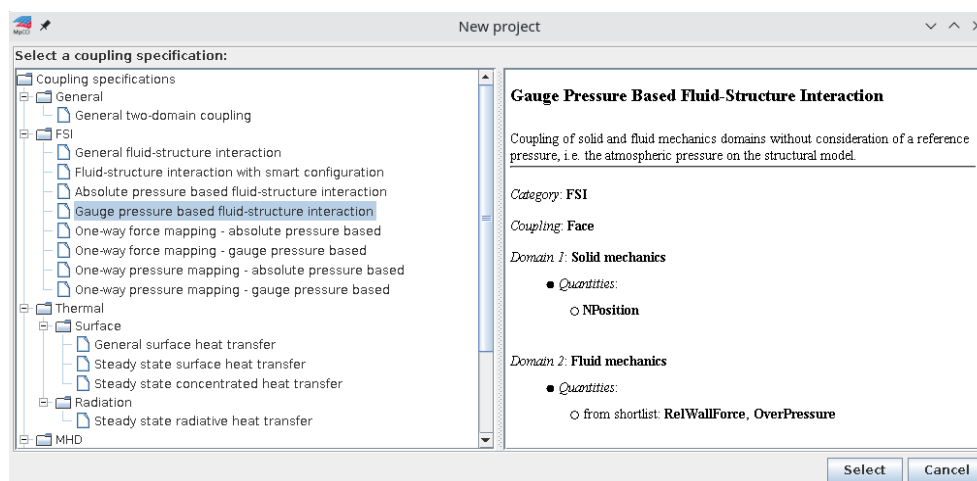 MpCCI
New project
Select a coupling specification:
Coupling specifications
General
General two-domain coupling
FSI
General fluid-structure interaction
Fluid-structure interaction with smart configuration
Absolute pressure based fluid-structure interaction
Gauge pressure based fluid-structure interaction
One-way force mapping - absolute pressure based
One-way force mapping - gauge pressure based
One-way pressure mapping - absolute pressure based
One-way pressure mapping - gauge pressure based
Thermal
Surface
General surface heat transfer
Steady state surface heat transfer
Steady state concentrated heat transfer
Radiation
Steady state radiative heat transfer
MHD
Gauge Pressure Based Fluid-Structure Interaction
Coupling of solid and fluid mechanics domains without consideration of a reference
pressure, i.e. the atmospheric pressure on the structural model.
Category: FSI
Coupling: Face
Domain 1: Solid mechanics
Quantities:
NPosition
Domain 2: Fluid mechanics
Quantities:
from shortlist: RelWallForce, OverPressure
Select
Cancel